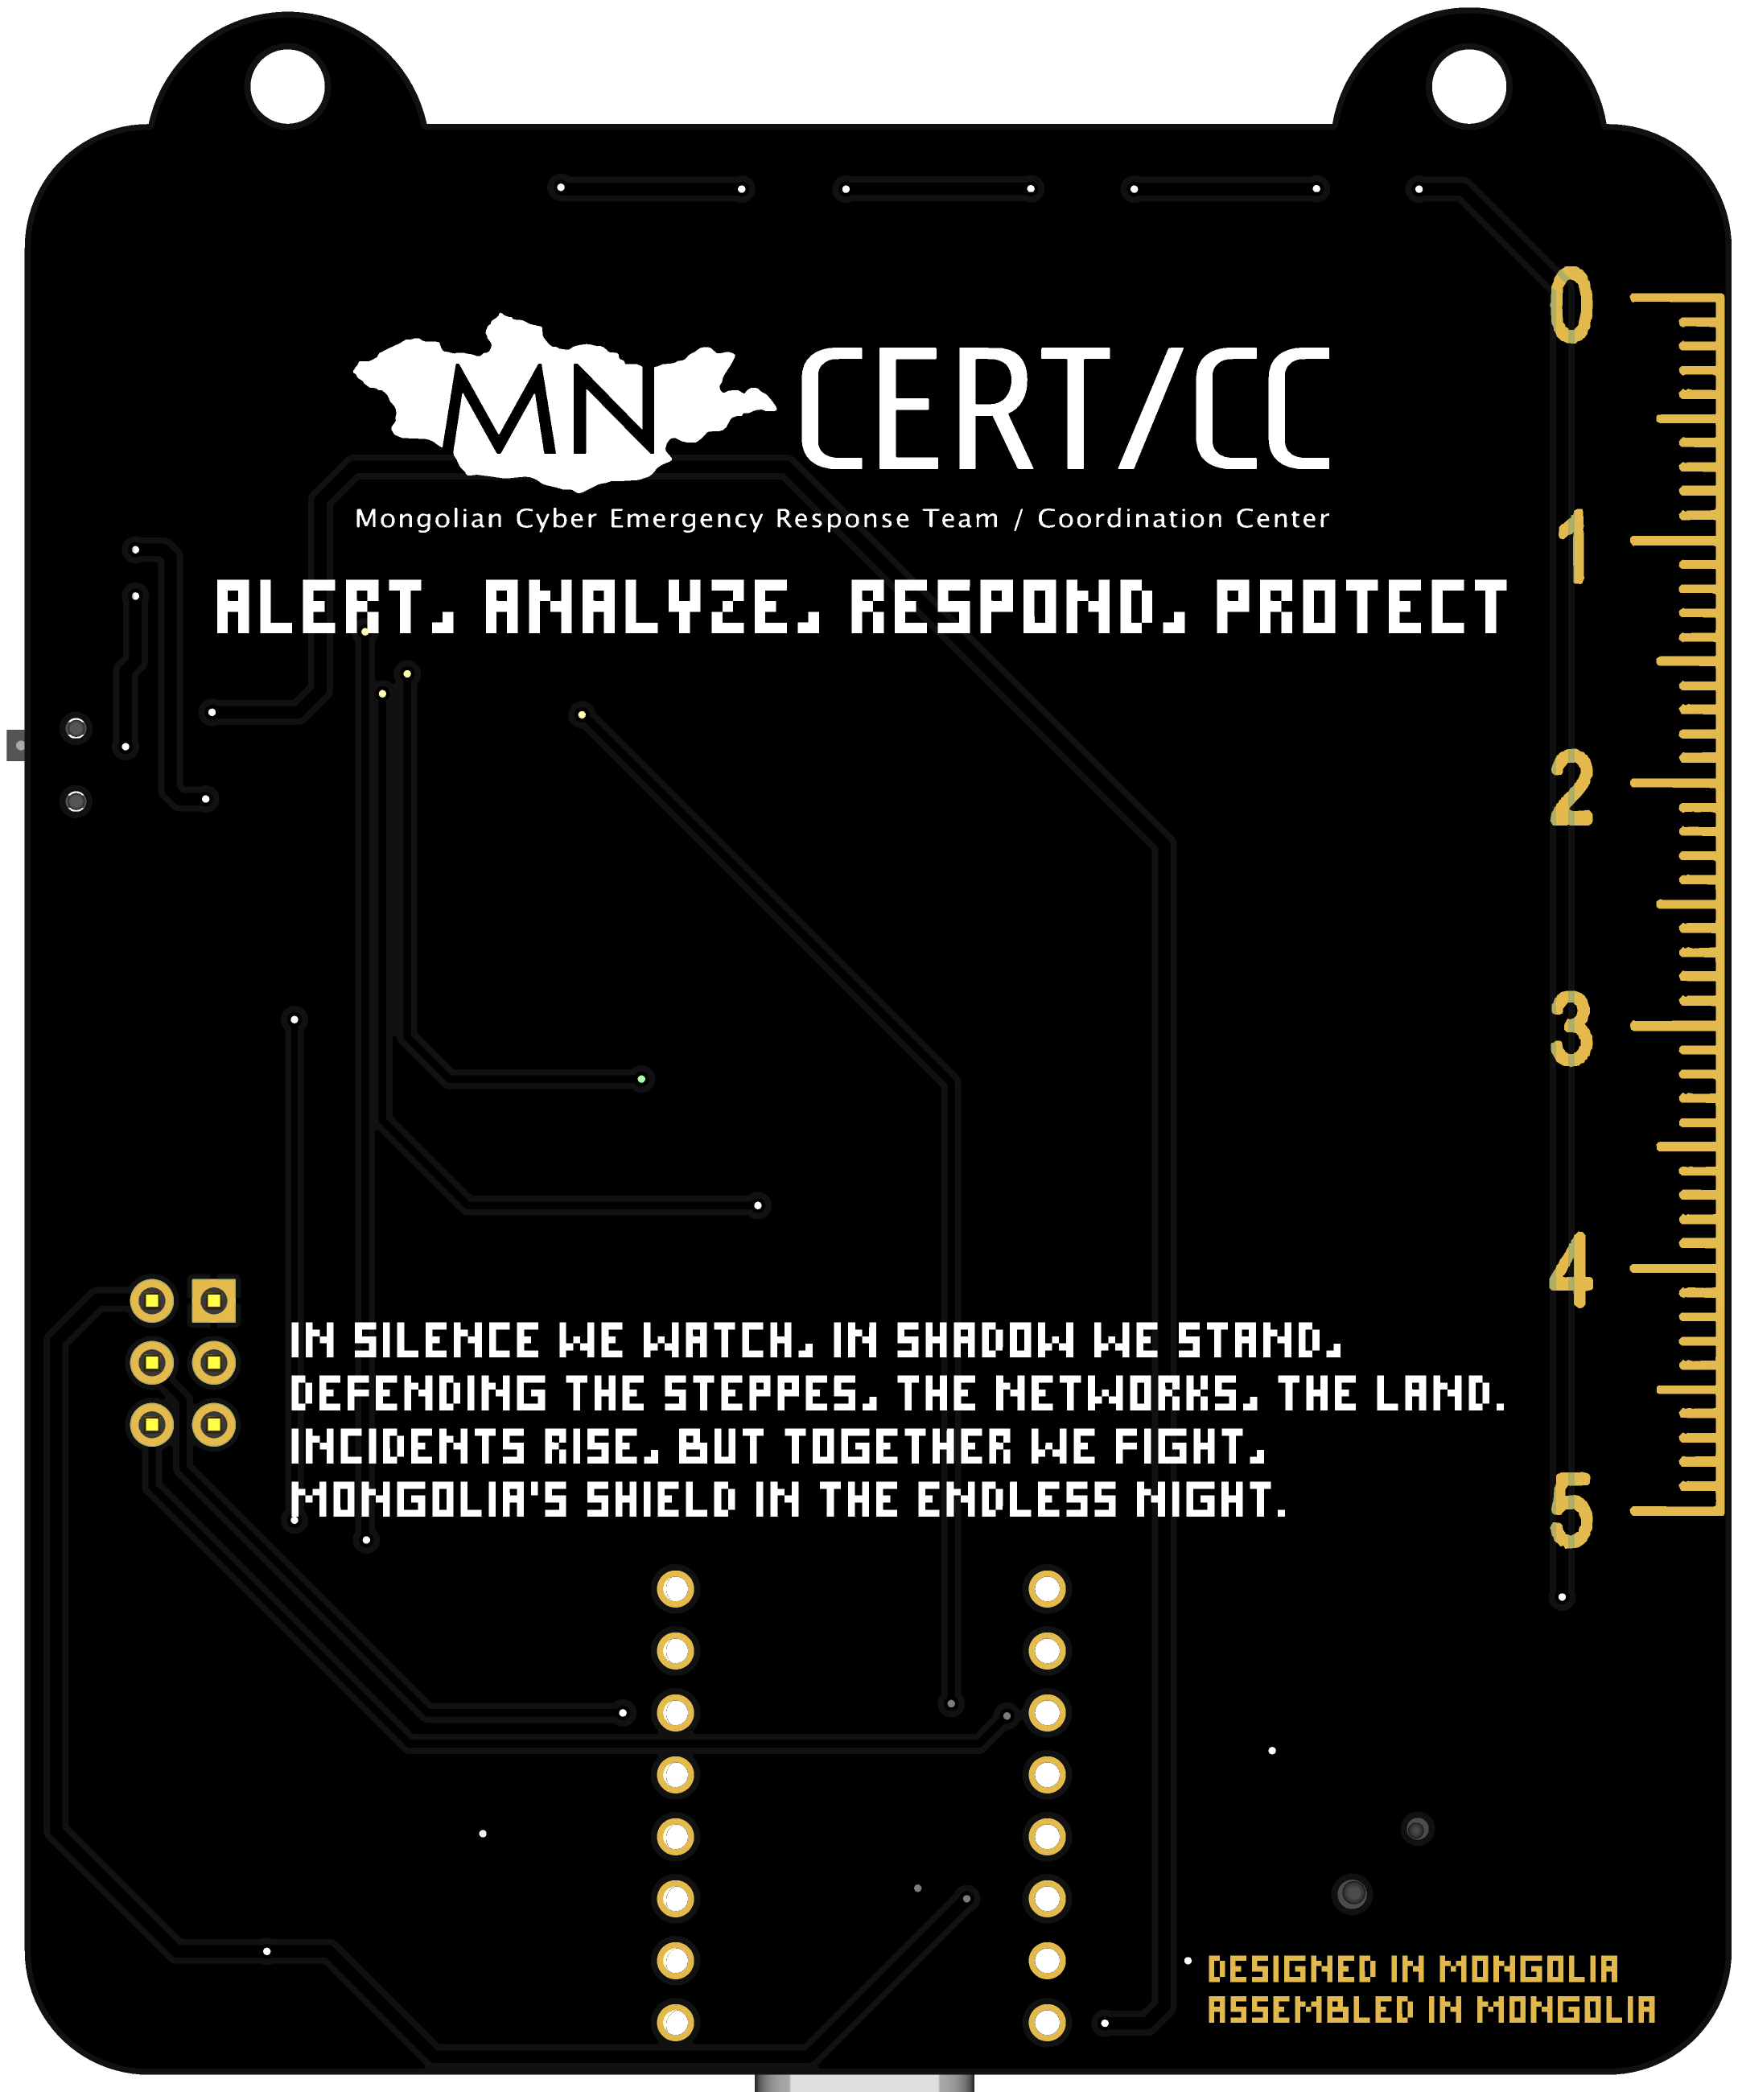 0
MN CERT/CC
Mongolian Cyber Emergency Response Team / Coordination Center
1
ALERT, ANALYZE, RESPOND, PROTECT
2
3
4
IN SILENCE WE WATCH, IN SHADOW WE STAND,
DEFENDING THE STEPPES, THE NETWORKS, THE LAND.
INCIDENTS RISE, BUT TOGETHER WE FIGHT,
MONGOLIA'S SHIELD IN THE ENDLESS NIGHT.
5
DESIGNED IN MONGOLIA
ASSEMBLED IN MONGOLIA